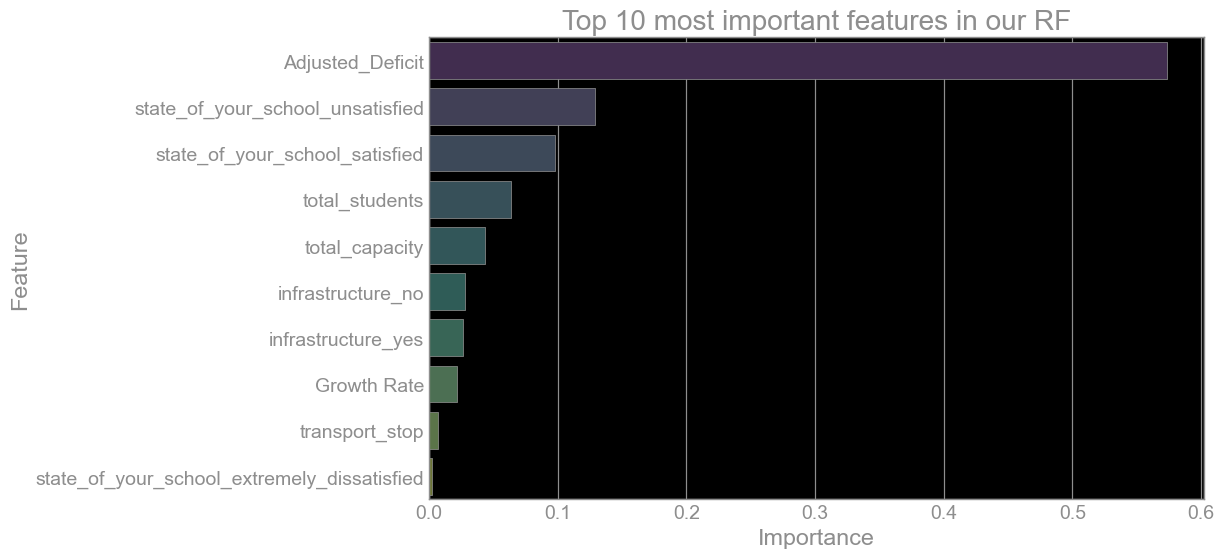 Top 10 most important features in our RF
Feature
Adjusted_Deficit
state_of_your_school_unsatisfied
state_of_your_school_satisfied
total_students
total_capacity
infrastructure_no
infrastructure_yes
Growth Rate
transport_stop
state_of_your_school_extremely_dissatisfied
0.0 0.1 0.2 0.3 0.4 0.5 0.6
Importance